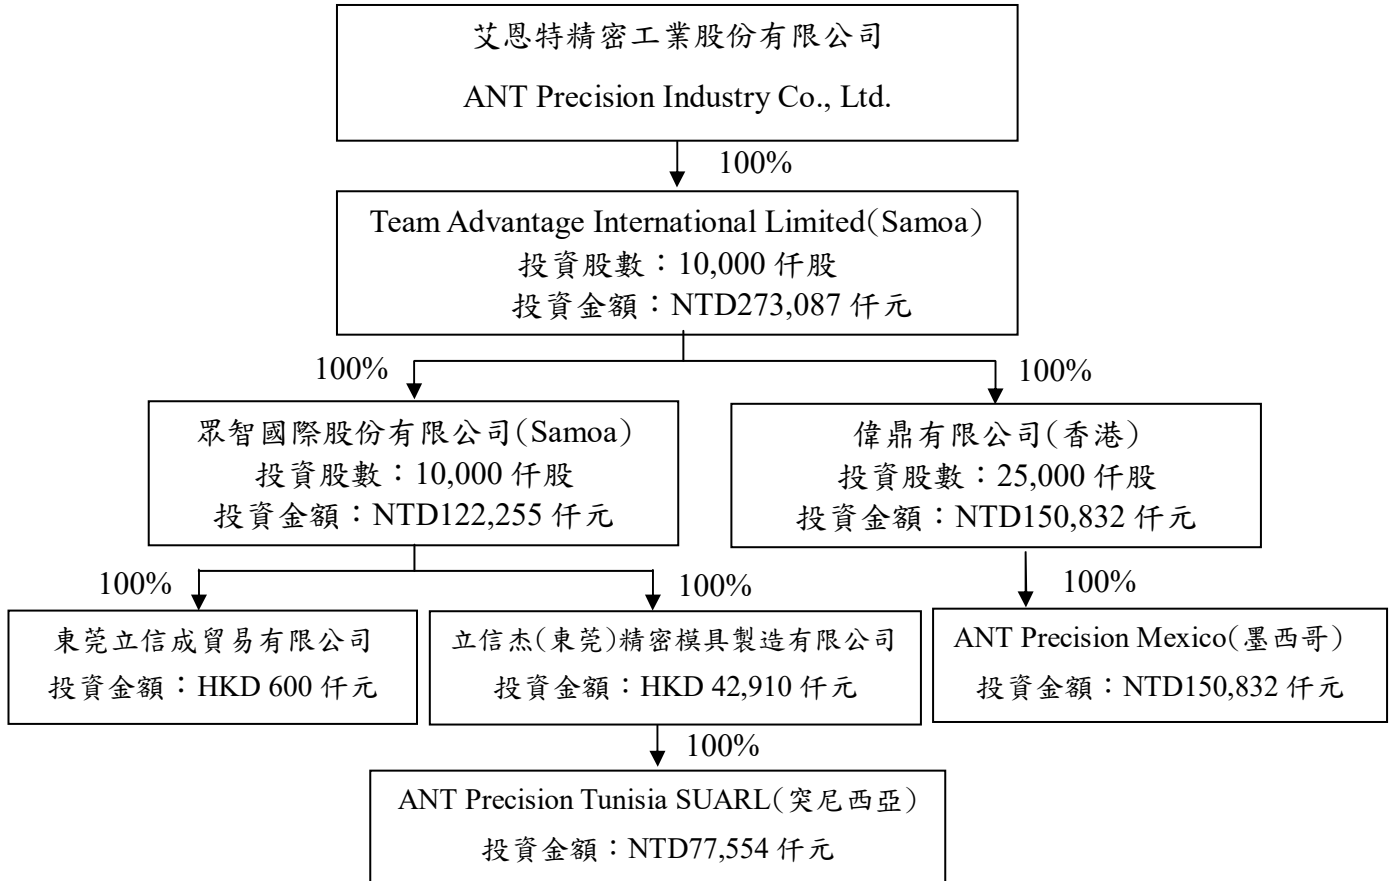 艾恩特精密工業股份有限公司
ANT Precision Industry Co., Ltd.
100%
Team Advantage International Limited(Samoa)
投資股數：10,000 仟股
投資金額：NTD273,087 仟元
100%
100%
眾智國際股份有限公司(Samoa)
投資股數：10,000 仟股
投資金額：NTD122,255 仟元
偉鼎有限公司(香港)
投資股數：25,000 仟股
投資金額：NTD150,832 仟元
100%
100%
100%
東莞立信成貿易有限公司
投資金額：HKD 600 仟元
立信杰(東莞)精密模具製造有限公司
投資金額：HKD 42,910 仟元
ANT Precision Mexico(墨西哥)
投資金額：NTD150,832 仟元
100%
ANT Precision Tunisia SUARL(突尼西亞)
投資金額：NTD77,554 仟元